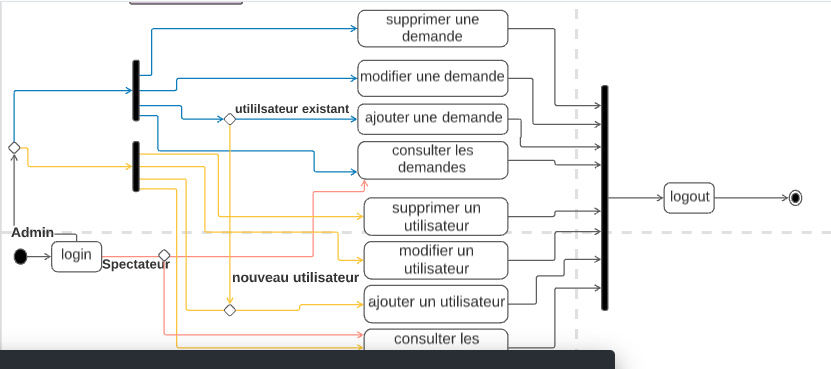 supprimer une
demande
modifier une demande
utililsateur existant
ajouter une demande
consulter les
demandes
logout
supprimer un
utilisateur
Admin
login
Spectateur
modifier un
utilisateur
nouveau utilisateur
ajouter un utilisateur
consulter les